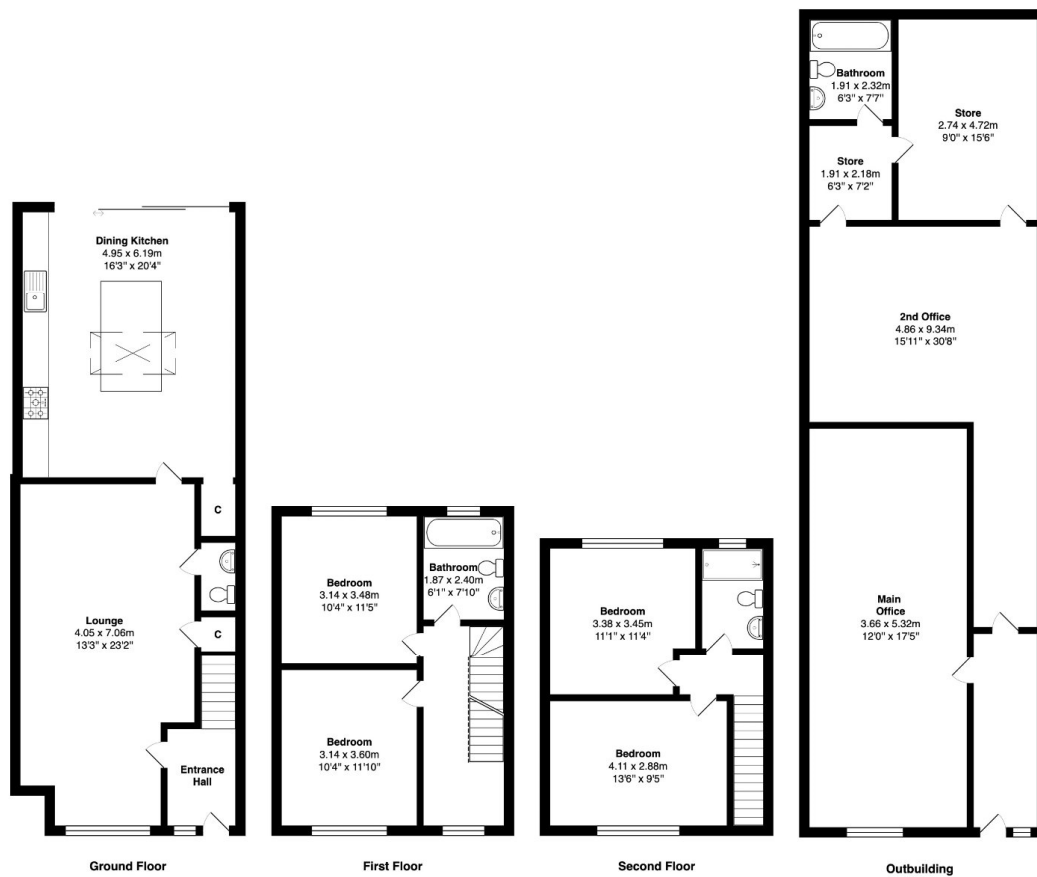 Dining Kitchen
4.95 x 6.19m
16'3" x 20'4"
C
Lounge
4.05 x 7.06m
13'3" x 23'2"
C
Entrance
Hall
Ground Floor
Bedroom
3.14 x 3.48m
10'4" x 11'5"
Bathroom
1.87 x 2.40m
6'1" x 7'10"
Bedroom
3.14 x 3.60m
10'4" x 11'10"
First Floor
Bedroom
3.38 x 3.45m
11'1" x 11'4"
Bedroom
4.11 x 2.88m
13'6" x 9'5"
Second Floor
Bathroom
1.91 x 2.32m
6'3" x 7'7"
Store
2.74 x 4.72m
9'0" x 15'6"
Store
1.91 x 2.18m
6'3" x 7'2"
2nd Office
4.86 x 9.34m
15'11" x 30'8"
Main
Office
3.66 x 5.32m
12'0" x 17'5"
Outbuilding